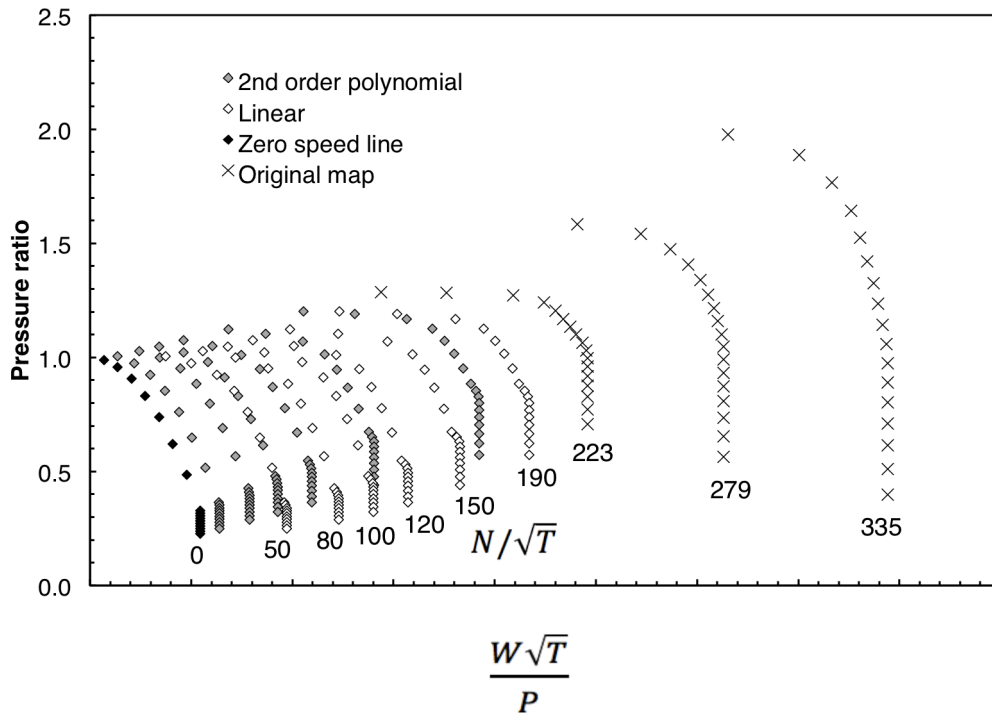 2.5
2nd order polynomial
Linear
Zero speed line
Original map
2.0
1.5
1.0
0.5
0.0
Pressure ratio
0
50
80
100
120
150
190
223
279
335
N/√T
W√T
P